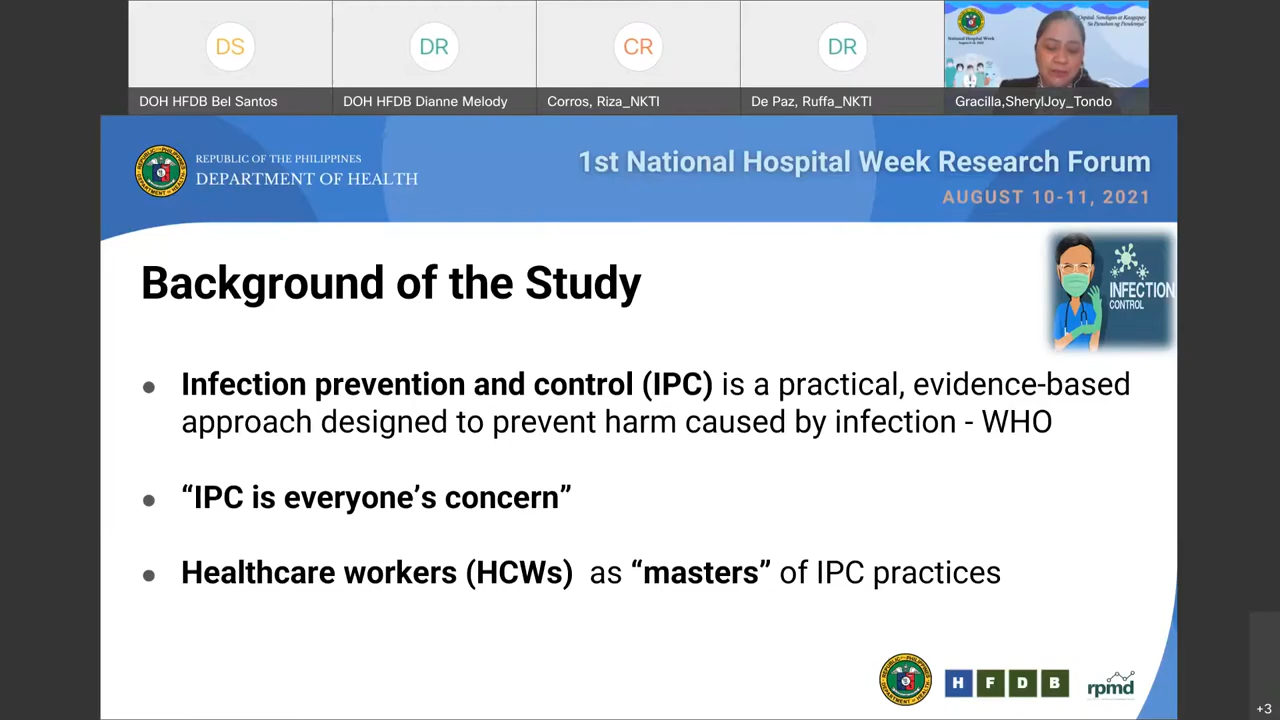 DS
DR
CR
DR
DOH HFDB Bel Santos
DOH HFDB Dianne Melody
Corros, Riza_NKTI
De Paz, Ruffa_NKTI
Gracilla,SherylJoy_Tondo
National Hospital Week
REPUBLIC OF THE PHILIPPINES
DEPARTMENT OF HEALTH
1st National Hospital Week Research Forum
AUGUST 10-11, 2021
Background of the Study
INFECTION
CONTROL
Infection prevention and control (IPC) is a practical, evidence-based
approach designed to prevent harm caused by infection - WHO
“IPC is everyone’s concern”
Healthcare workers (HCWs) as “masters” of IPC practices
H F D B
rpmd
+3